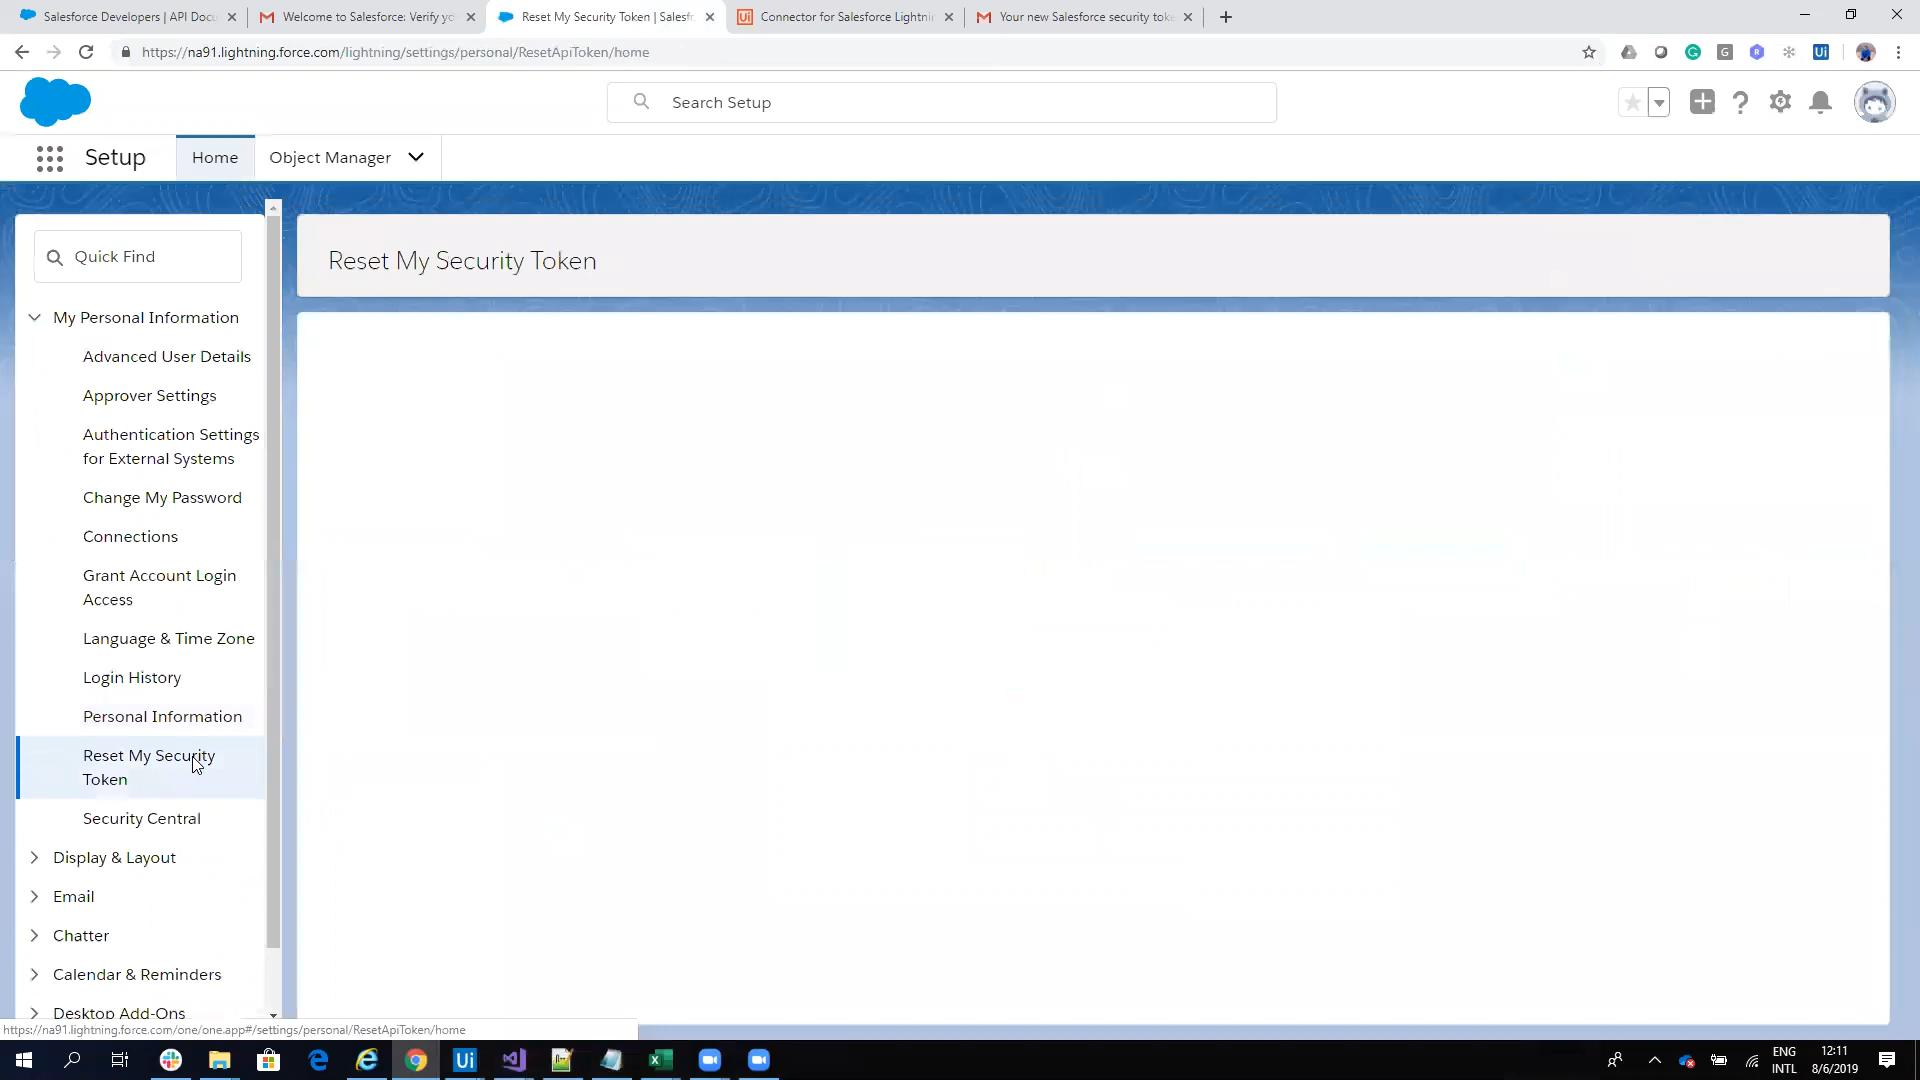 Salesforce Developers | API Docu
Welcome to Salesforce: Verify yo
Reset My Security Token | Salesfo
Connector for Salesforce Lightnin
Your new Salesforce security toke
https://na91.lightning.force.com/lightning/settings/personal/ResetApiToken/home
Search Setup
Setup
Home
Object Manager
Quick Find
Reset My Security Token
My Personal Information
Advanced User Details
Approver Settings
Authentication Settings
for External Systems
Change My Password
Connections
Grant Account Login
Access
Language & Time Zone
Login History
Personal Information
Reset My Security
Token
Security Central
Display & Layout
Email
Chatter
Calendar & Reminders
Desktop Add-Ons
https://na91.lightning.force.com/one/one.app#/settings/personal/ResetApiToken/home
Ui
ENG
INTL
12:11
8/6/2019